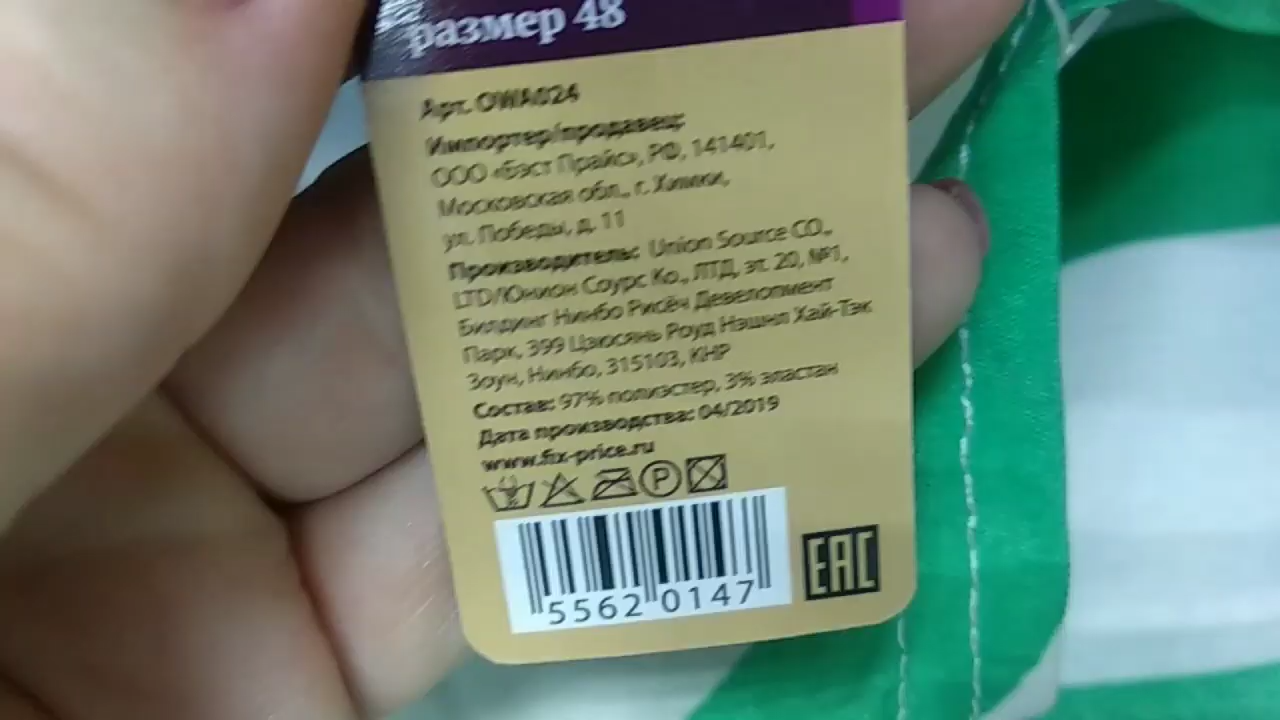 размер 48
Арт. OWA024
Импортер/продавец:
ООО «Бэст Прайс», РФ, 141401,
Московская обл., г. Химки,
ул. Победы, д. 11
Производитель: Union Source CO.,
LTD/Юнион Соурс Ко., ЛТД, эт. 20, №1,
Билдинг Нинбо Рисёч Девелопмент
Парк, 399 Цзюсянь Роуд Нэшнл Хай-Тэк
Зоун, Нинбо, 315103, КНР
Состав: 97% полиэстер, 3% эластан
Дата производства: 04/2019
www.fix-price.ru
P
5562 0147
EAC